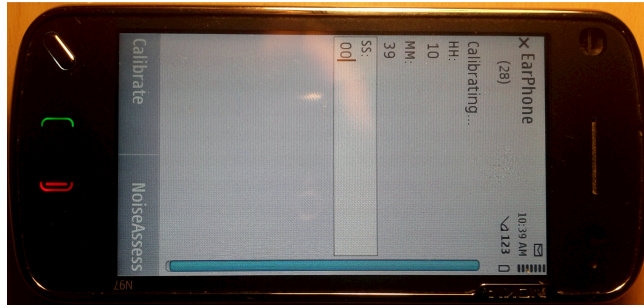 EarPhone
10:39 AM
(28)
123
Calibrating...
HH:
10
MM:
39
SS:
00
Calibrate
NoiseAssess
N97